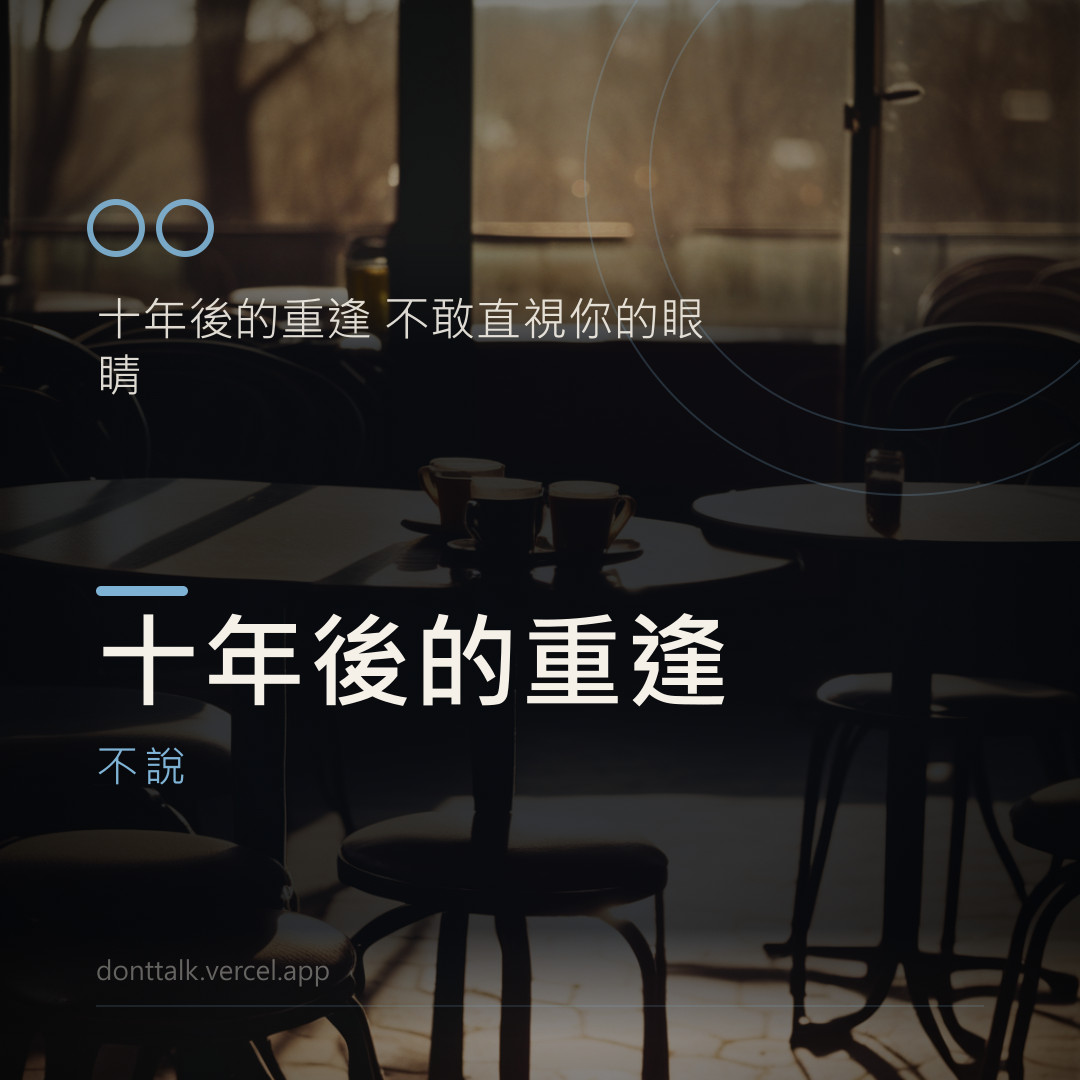 十年後的重逢 不敢直視你的眼
睛
十年後的重逢
不說
donttalk.vercel.app